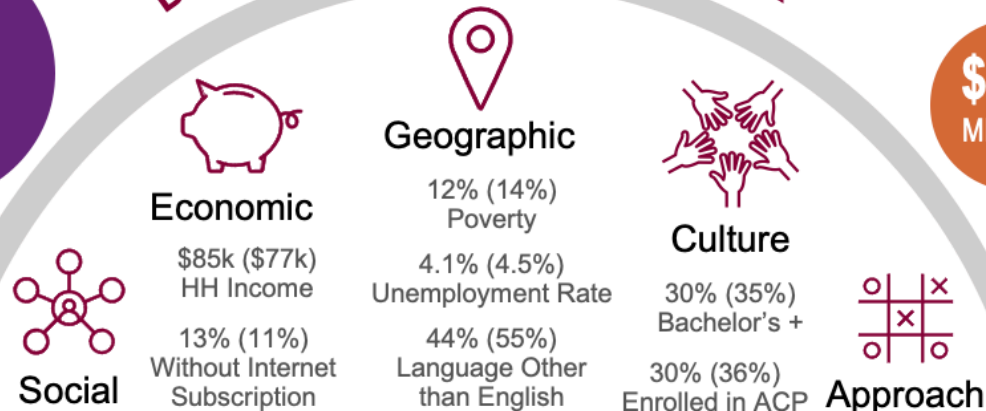 Geographic
12% (14%)
Poverty
4.1% (4.5%)
Unemployment Rate
44% (55%)
Language Other
than English
Economic
$85k ($77k)
HH Income
13% (11%)
Without Internet
Subscription
Culture
30% (35%)
Bachelor's +
30% (36%)
Enrolled in ACP
Social
Approach
$
M